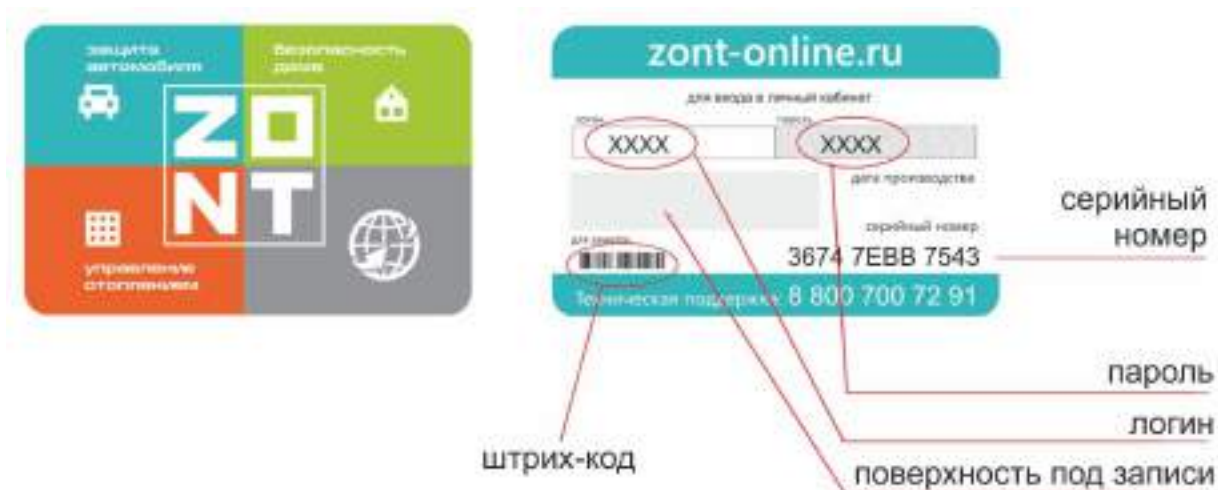 защита
автомобиля
безопасность
дома
ZO
NT
управление
отоплением
zont-online.ru
для входа в личный кабинет
логин
пароль
XXXX
XXXX
дата производства
серийный номер
3674 7EBB 7543
Техническая поддержка 8 800 700 72 91
серийный
номер
пароль
логин
штрих-код
поверхность под записи